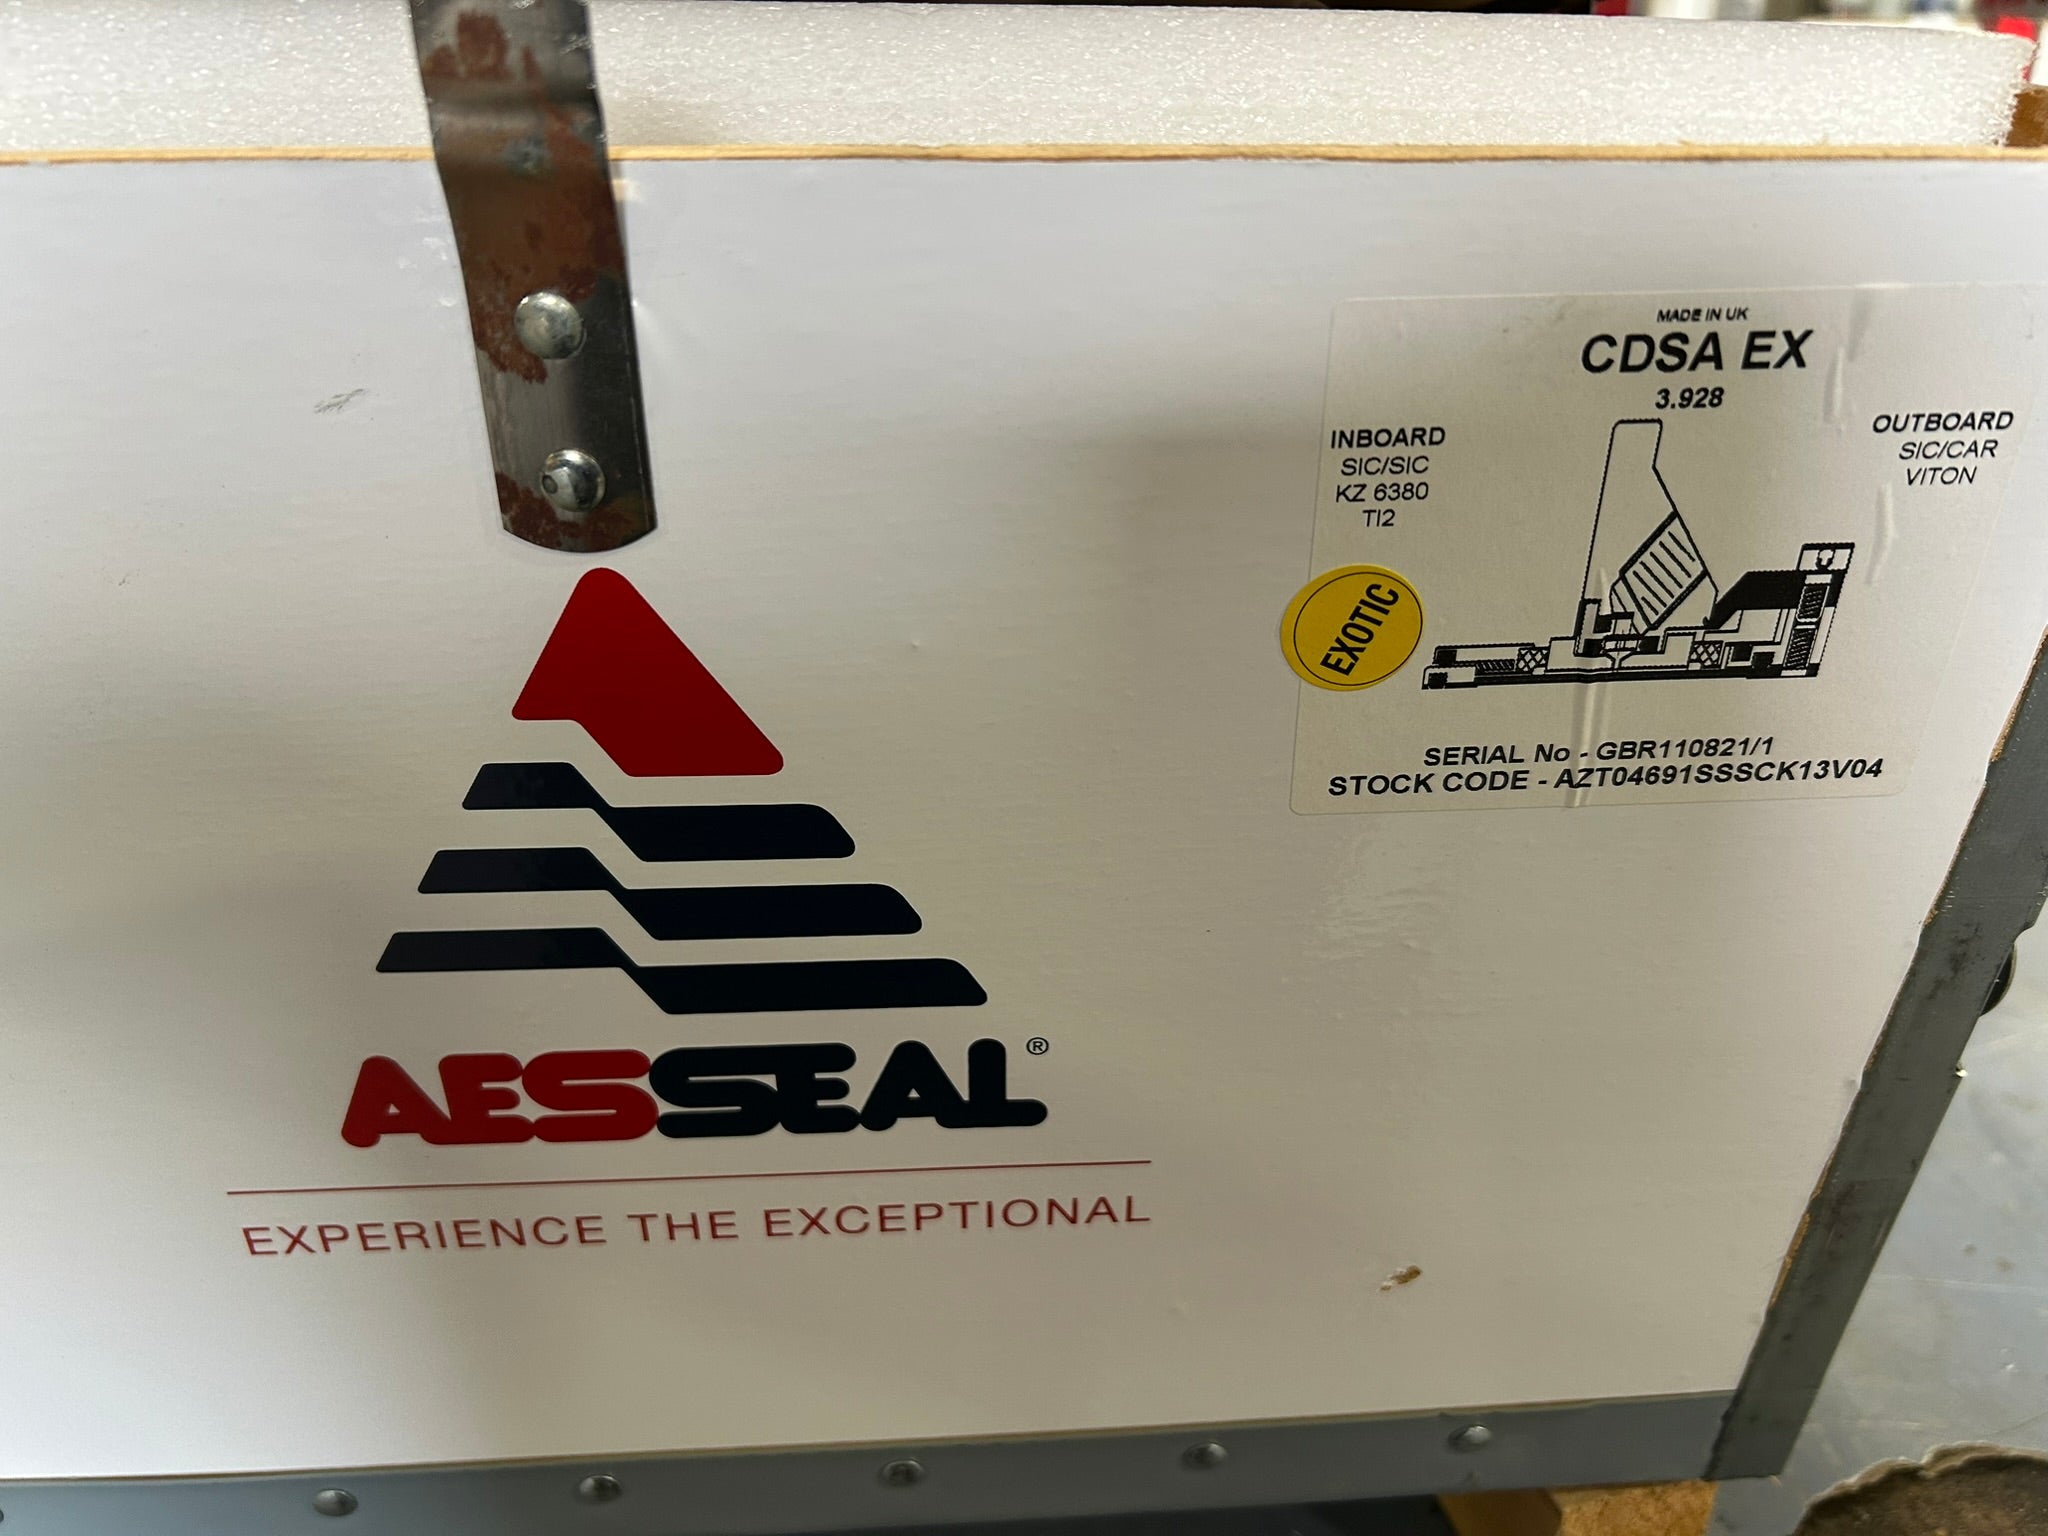 MADE IN UK
CDSA EX
3.928
INBOARD
SIC/SIC
KZ 6380
TI2
OUTBOARD
SIC/CAR
VITON
EXOTIC
SERIAL No - GBR110821/1
STOCK CODE - AZT04691SSSCK13V04
AESSEAL®
EXPERIENCE THE EXCEPTIONAL